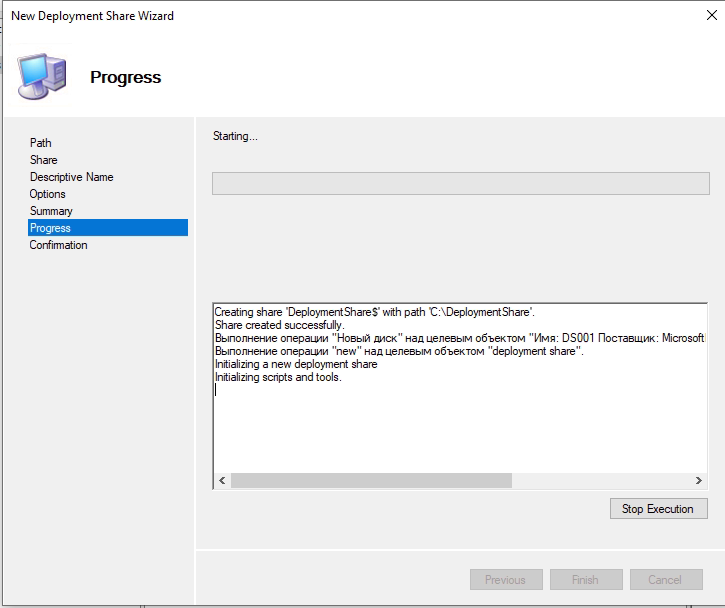 New Deployment Share Wizard
Progress
Path
Share
Descriptive Name
Options
Summary
Progress
Confirmation
Starting...
Creating share 'DeploymentShare$' with path 'C:\DeploymentShare'.
Share created successfully.
Выполнение операции "Новый диск" над целевым объектом "Имя: DS001 Поставщик: Microsoft
Выполнение операции "new" над целевым объектом "deployment share".
Initializing a new deployment share
Initializing scripts and tools.
Stop Execution
Previous
Finish
Cancel